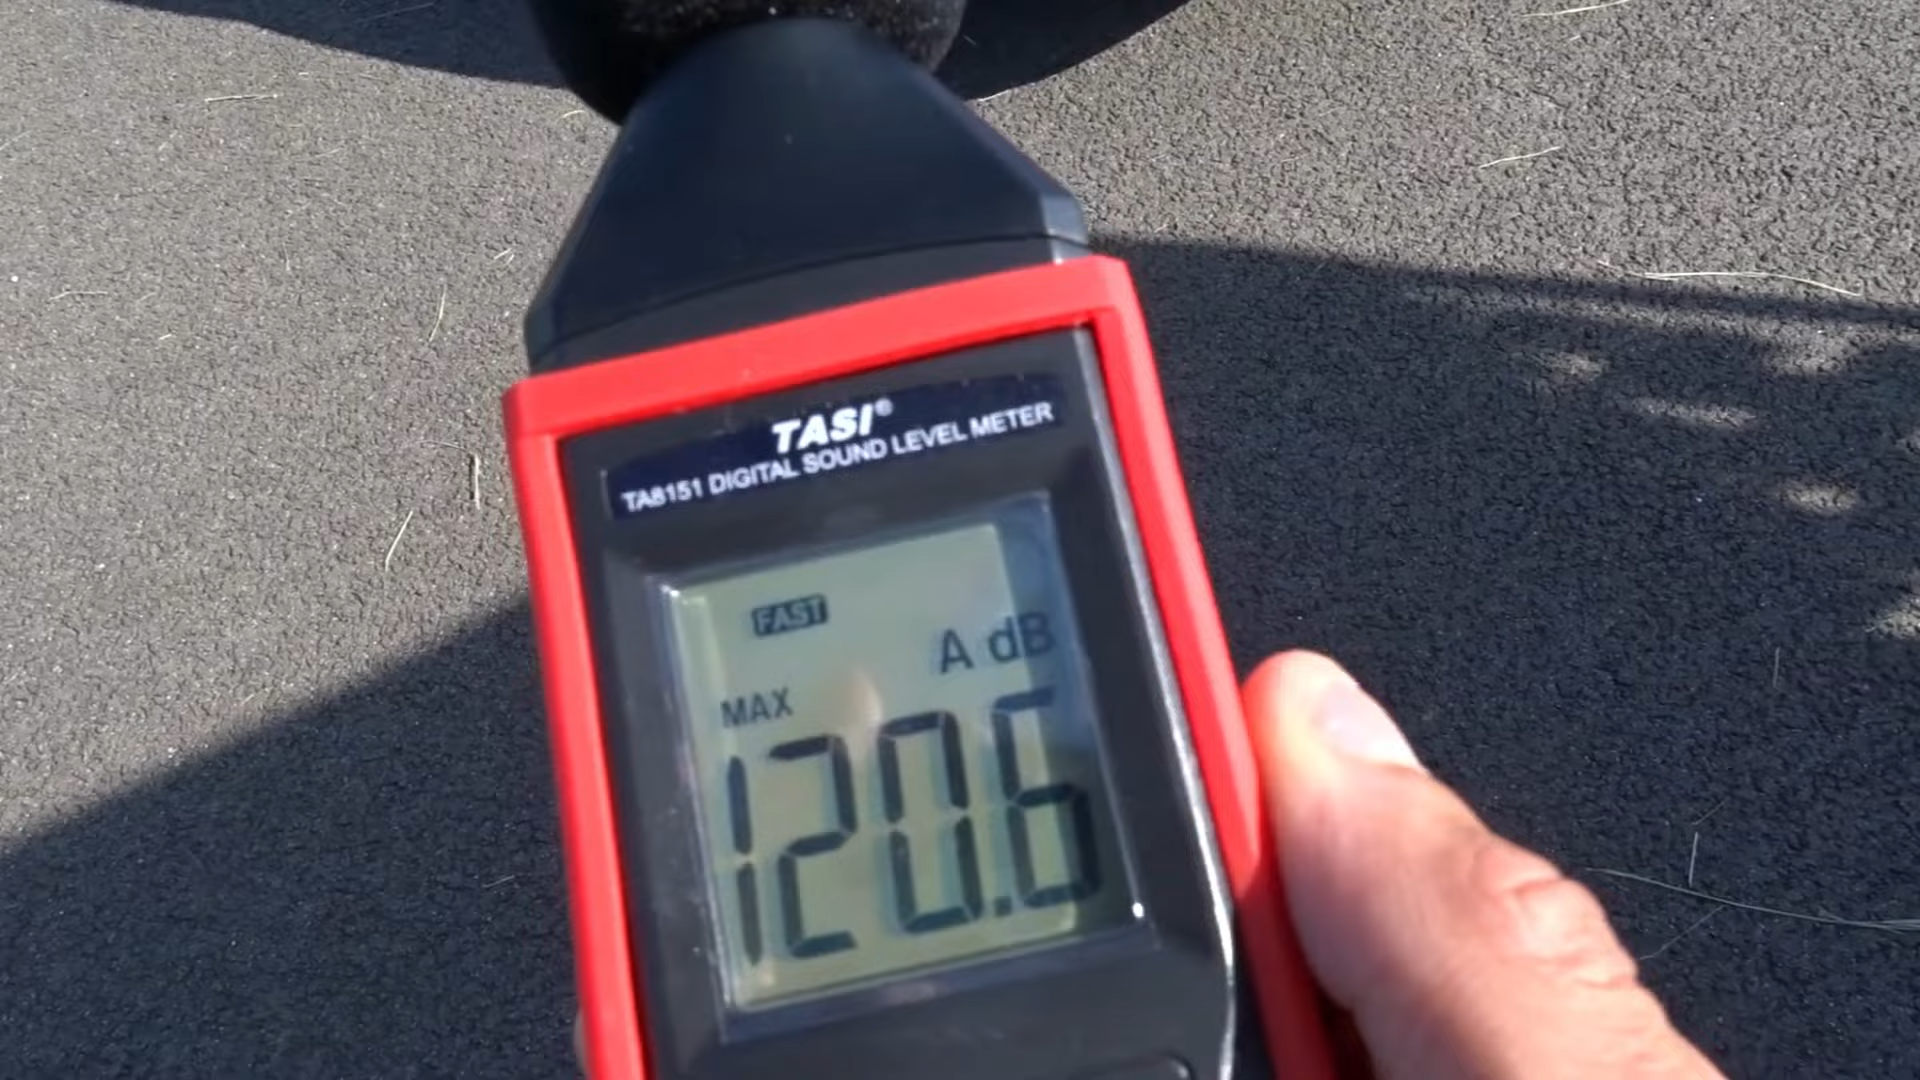 TASI®
TA8151 DIGITAL SOUND LEVEL METER
FAST
A dB
MAX
120.6